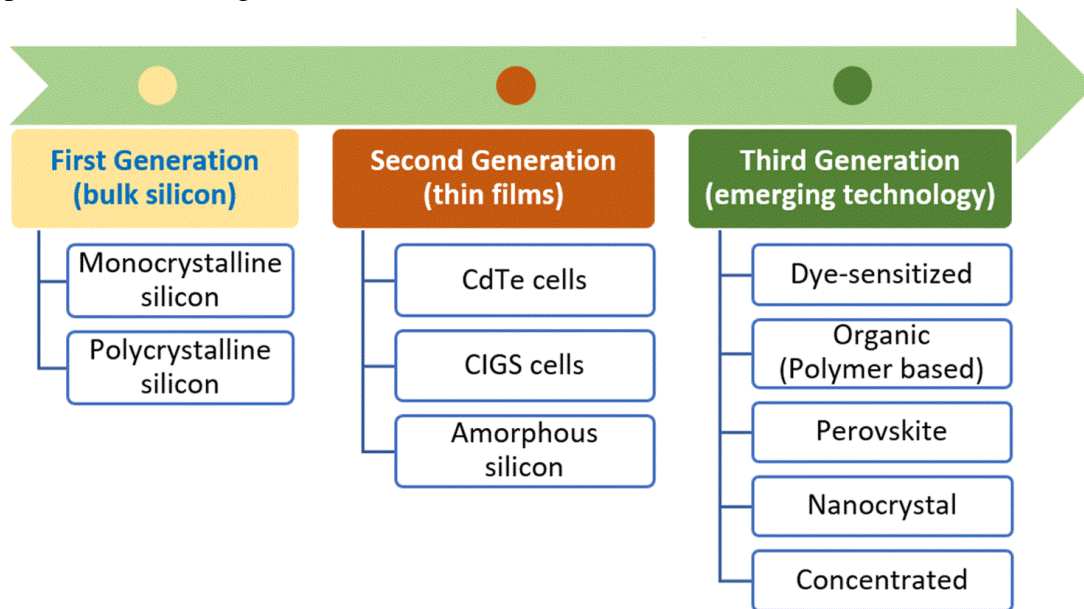 First Generation
(bulk silicon)
Monocrystalline
silicon
Polycrystalline
silicon
Second Generation
(thin films)
CdTe cells
CIGS cells
Amorphous
silicon
Third Generation
(emerging technology)
Dye-sensitized
Organic
(Polymer based)
Perovskite
Nanocrystal
Concentrated